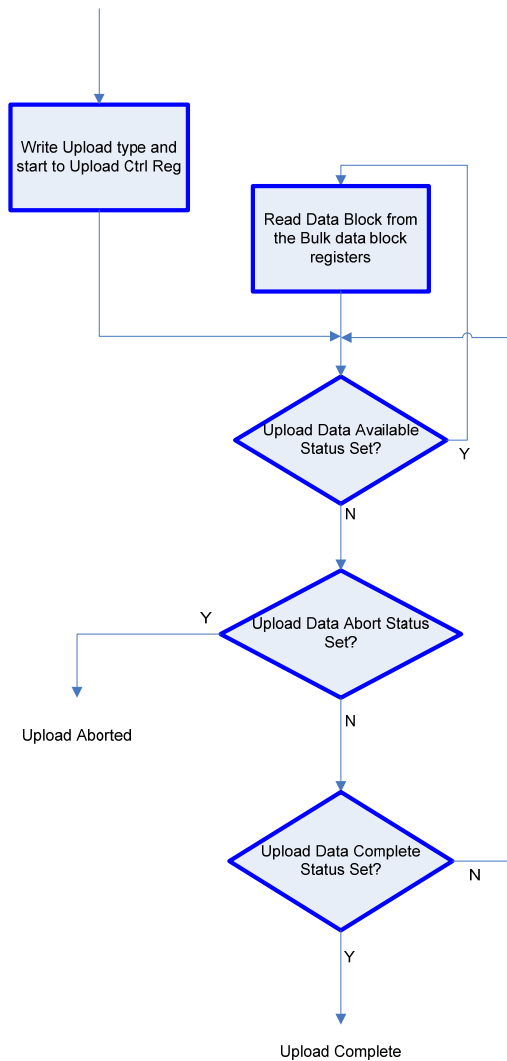 Write Upload type and
start to Upload Ctrl Reg
Read Data Block from
the Bulk data block
registers
Upload Data Available
Status Set?
Y
N
Upload Data Abort Status
Set?
Y
Upload Aborted
N
Upload Data Complete
Status Set?
N
Y
Upload Complete